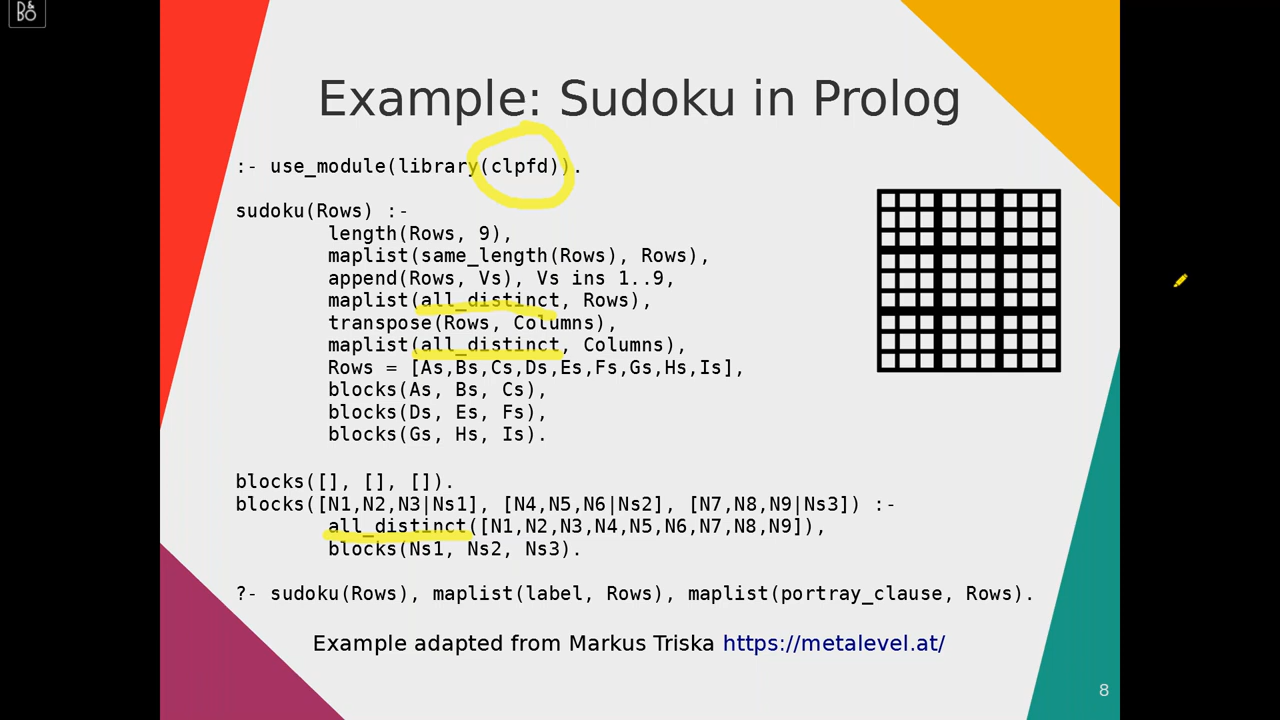 B&O
Example: Sudoku in Prolog
:- use_module(library(clpfd)).
sudoku(Rows) :-
length(Rows, 9),
maplist(same_length(Rows), Rows),
append(Rows, Vs), Vs ins 1..9,
maplist(all_distinct, Rows),
transpose(Rows, Columns),
maplist(all_distinct, Columns),
Rows = [As,Bs,Cs,Ds,Es,Fs,Gs,Hs,Is],
blocks(As, Bs, Cs),
blocks(Ds, Es, Fs),
blocks(Gs, Hs, Is).
blocks([], [], []).
blocks([N1,N2,N3|Ns1], [N4,N5,N6|Ns2], [N7,N8,N9|Ns3]) :-
all_distinct([N1,N2,N3,N4,N5,N6,N7,N8,N9]),
blocks(Ns1, Ns2, Ns3).
?- sudoku(Rows), maplist(label, Rows), maplist(portray_clause, Rows).
Example adapted from Markus Triska https://metalevel.at/
8